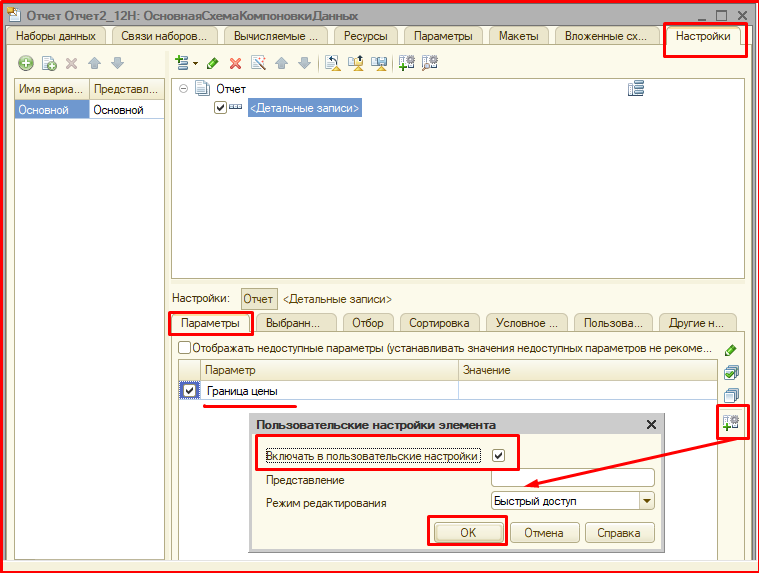 Отчет Отчет2_12Н: ОсновнаяСхемаКомпоновкиДанных
Наборы данных Связи наборов... Вычисляемые ... Ресурсы Параметры Макеты Вложенные сх... Настройки
Имя вариа... Представл...
Основной Основной
Отчет
<Детальные записи>
Настройки: Отчет <Детальные записи>
Параметры Выбранн... Отбор Сортировка Условное ... Пользова... Другие н...
Отображать недоступные параметры (устанавливать значения недоступных параметров не рекоме...
Параметр Значение
Граница цены
Пользовательские настройки элемента
Включать в пользовательские настройки
Представление
Режим редактирования Быстрый доступ
ОК Отмена Справка